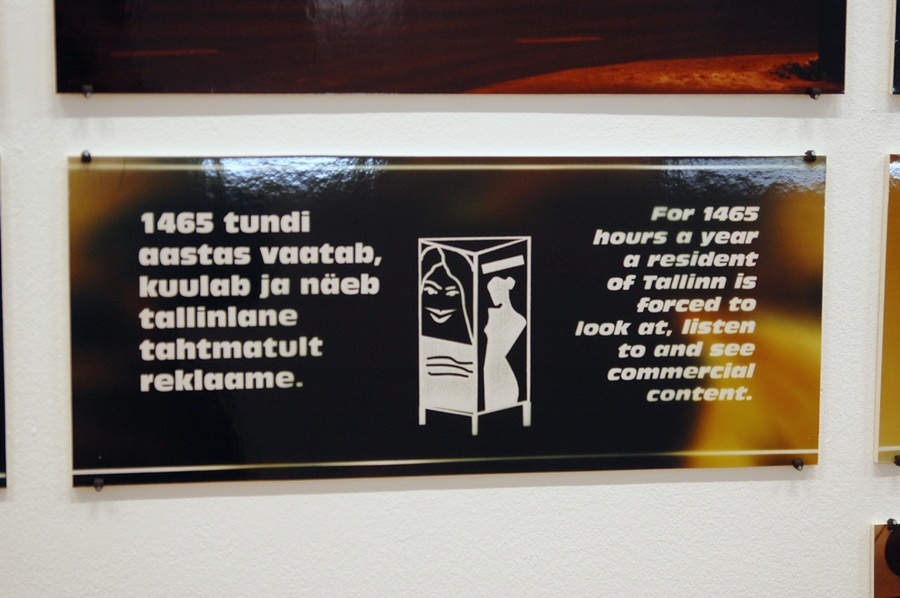 1465 tundi
aastas vaatab,
kuulab ja näeb
tallinlane
tahtmatult
reklaame.
For 1465
hours a year
a resident
of Tallinn is
forced to
look at, listen
to and see
commercial
content.